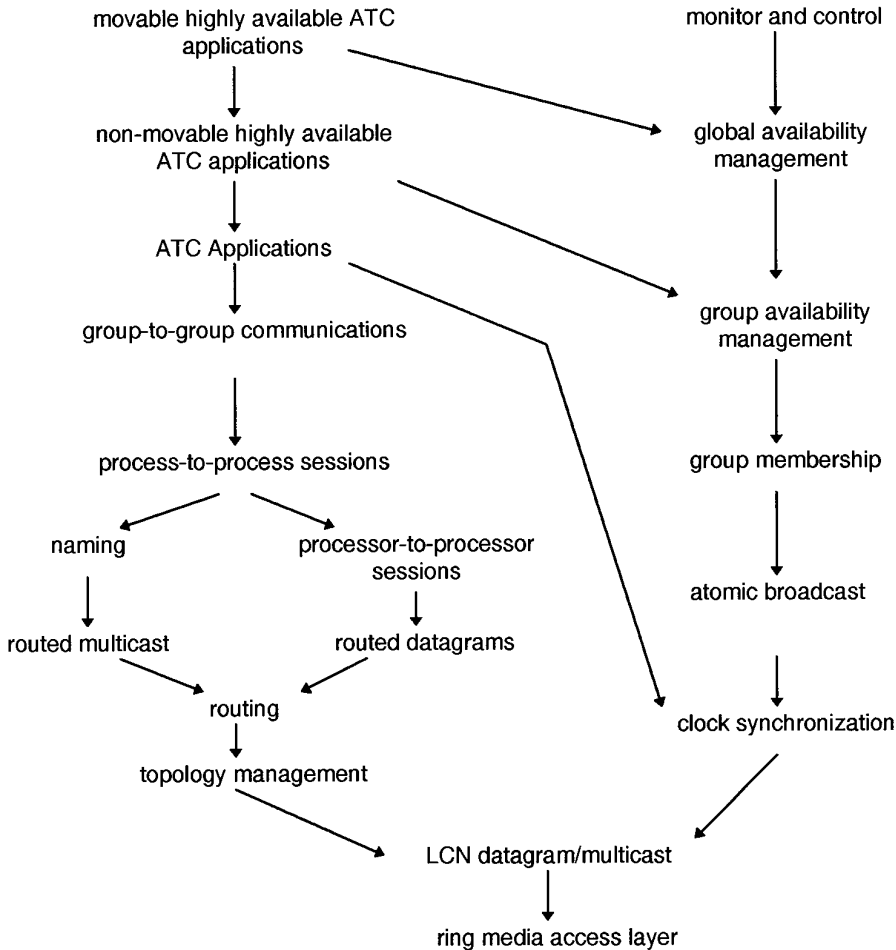 movable highly available ATC
applications
monitor and control
non-movable highly available
ATC applications
global availability
management
ATC Applications
group-to-group communications
group availability
management
process-to-process sessions
group membership
naming
processor-to-processor
sessions
atomic broadcast
routed multicast
routed datagrams
routing
clock synchronization
topology management
LCN datagram/multicast
ring media access layer